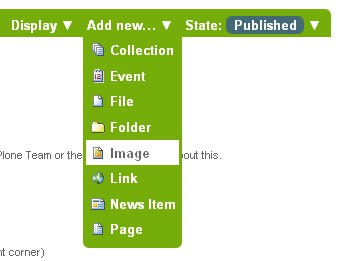 Display ▼ Add new... ▼ State: Published ▼
Collection
Event
File
Folder
Plone Team or the
Image
out this.
Link
News Item
Page
nt corner)